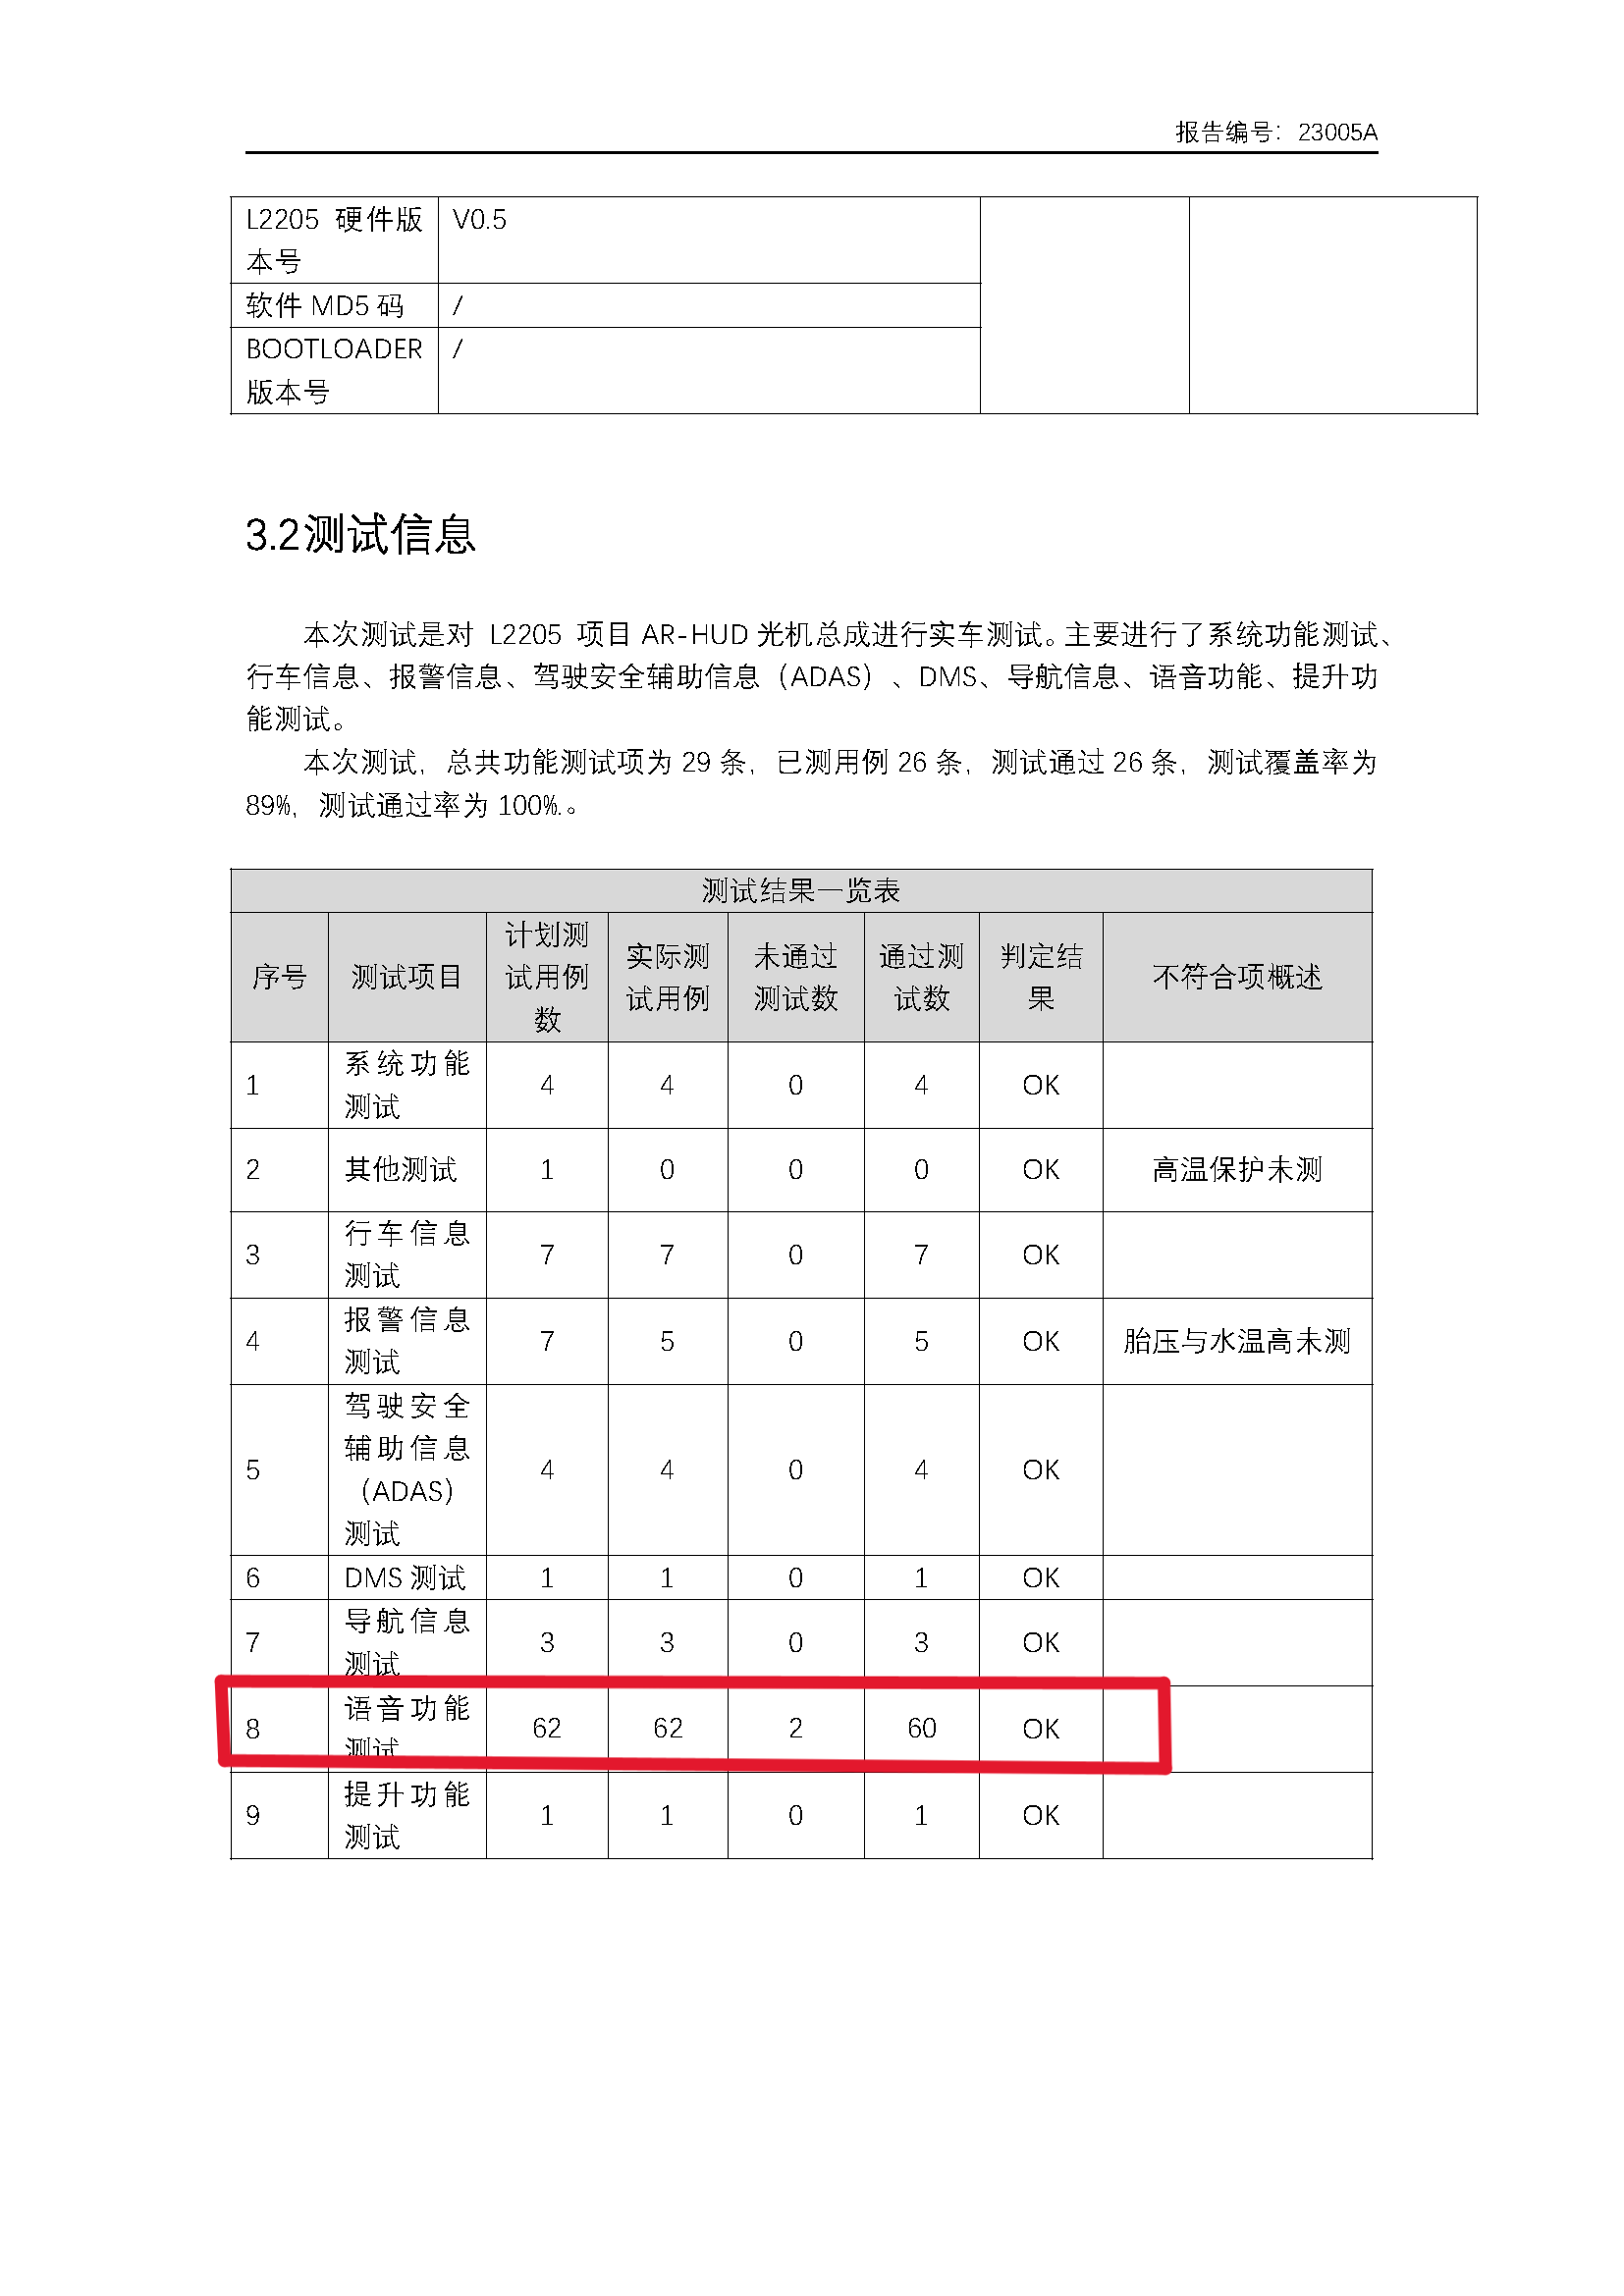 报告编号：23005A
L2205 硬件版
本号
V0.5
软件 MD5 码
/
BOOTLOADER
版本号
/
3.2测试信息
本次测试是对 L2205 项目 AR-HUD 光机总成进行实车测试。主要进行了系统功能测试、
行车信息、报警信息、驾驶安全辅助信息（ADAS）、DMS、导航信息、语音功能、提升功
能测试。
本次测试，总共功能测试项为 29 条，已测用例 26 条，测试通过 26 条，测试覆盖率为
89%，测试通过率为 100%.。
测试结果一览表
序号 测试项目 计划测试用例数 实际测试用例 未通过测试数 通过测试数 判定结果 不符合项概述
1 系统功能测试 4 4 0 4 OK
2 其他测试 1 0 0 0 OK 高温保护未测
3 行车信息测试 7 7 0 7 OK
4 报警信息测试 7 5 0 5 OK 胎压与水温高未测
5 驾驶安全辅助信息（ADAS）测试 4 4 0 4 OK
6 DMS 测试 1 1 0 1 OK
7 导航信息测试 3 3 0 3 OK
8 语音功能测试 62 62 2 60 OK
9 提升功能测试 1 1 0 1 OK